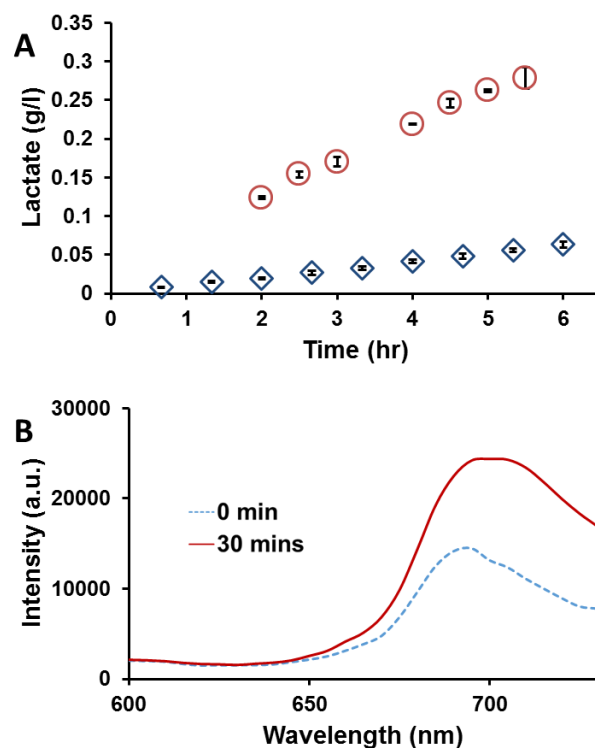 A
Lactate (g/l)
0.35
0.3
0.25
0.2
0.15
0.1
0.05
0
0 1 2 3 4 5 6
Time (hr)
B
Intensity (a.u.)
30000
20000
10000
0
0 min
30 mins
600 650 700
Wavelength (nm)